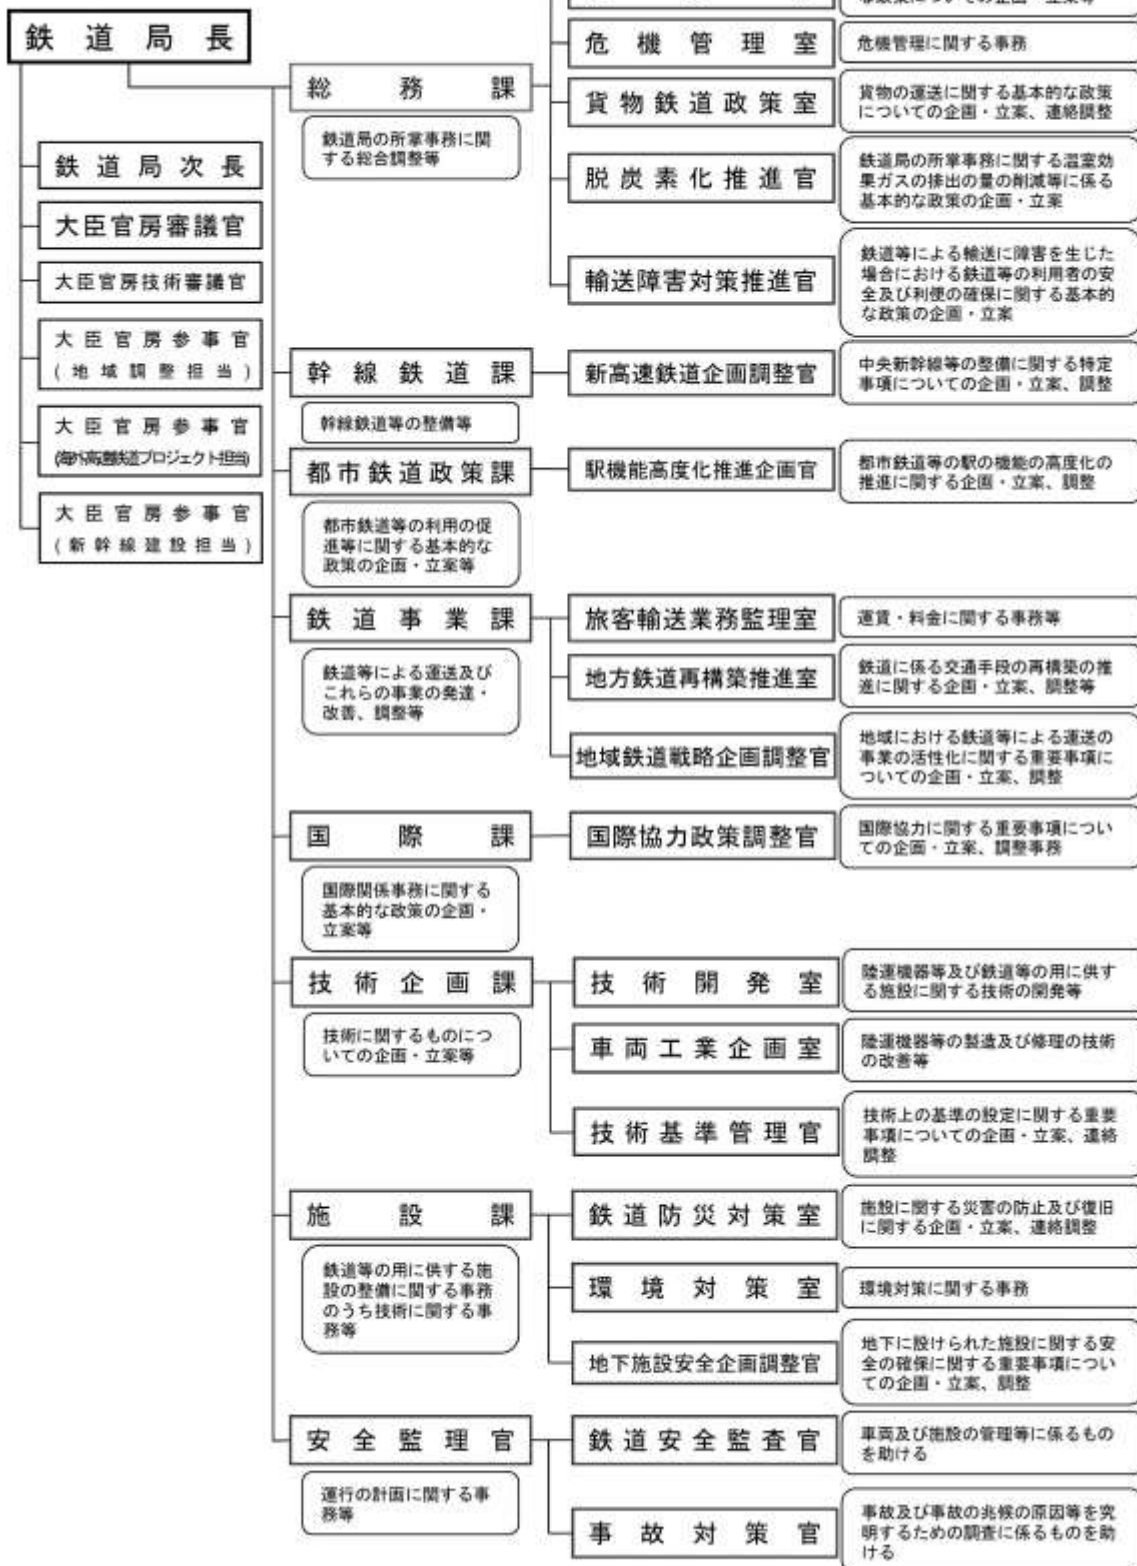 鉄道局長
鉄道局次長
大臣官房審議官
大臣官房技術審議官
大臣官房参事官
(地域調整担当)
大臣官房参事官
(海外高速鉄道プロジェクト担当)
大臣官房参事官
(新幹線建設担当)
総務課
鉄道局の所掌事務に関
する総合調整等
危機管理室
危機管理に関する事務
貨物鉄道政策室
貨物の運送に関する基本的な政策
についての企画・立案、連絡調整
脱炭素化推進官
鉄道局の所掌事務に関する温室効
果ガスの排出の量の削減等に係る
基本的な政策の企画・立案
輸送障害対策推進官
鉄道等による輸送に障害を生じた
場合における鉄道等の利用者の安
全及び利便の確保に関する基本的
な政策の企画・立案
幹線鉄道課
幹線鉄道等の整備等
新高速鉄道企画調整官
中央新幹線等の整備に関する特定
事項についての企画・立案、調整
都市鉄道政策課
都市鉄道等の利用の促
進等に関する基本的な
政策の企画・立案等
駅機能高度化推進企画官
都市鉄道等の駅の機能の高度化の
推進に関する企画・立案、調整
鉄道事業課
鉄道等による運送及び
これらの事業の発達・
改善、調整等
旅客輸送業務監理室
運賃・料金に関する事務等
地方鉄道再構築推進室
鉄道に係る交通手段の再構築の推
進に関する企画・立案、調整等
地域鉄道戦略企画調整官
地域における鉄道等による運送の
事業の活性化に関する重要事項に
ついての企画・立案、調整
国際課
国際関係事務に関する
基本的な政策の企画・
立案等
国際協力政策調整官
国際協力に関する重要事項につい
ての企画・立案、調整事務
技術企画課
技術に関するものにつ
いての企画・立案等
技術開発室
陸運機器等及び鉄道等の用に供す
る施設に関する技術の開発等
車両工業企画室
陸運機器等の製造及び修理の技術
の改善等
技術基準管理官
技術上の基準の設定に関する重要
事項についての企画・立案、連絡
調整
施設課
鉄道等の用に供する施
設の整備に関する事務
のうち技術に関する事
務等
鉄道防災対策室
施設に関する災害の防止及び復旧
に関する企画・立案、連絡調整
環境対策室
環境対策に関する事務
地下施設安全企画調整官
地下に設けられた施設に関する安
全の確保に関する重要事項につい
ての企画・立案、調整
安全監理官
運行の計画に関する事
務等
鉄道安全監査官
車両及び施設の管理等に係るもの
を助ける
事故対策官
事故及び事故の兆候の原因等を究
明するための調査に係るものを助
ける